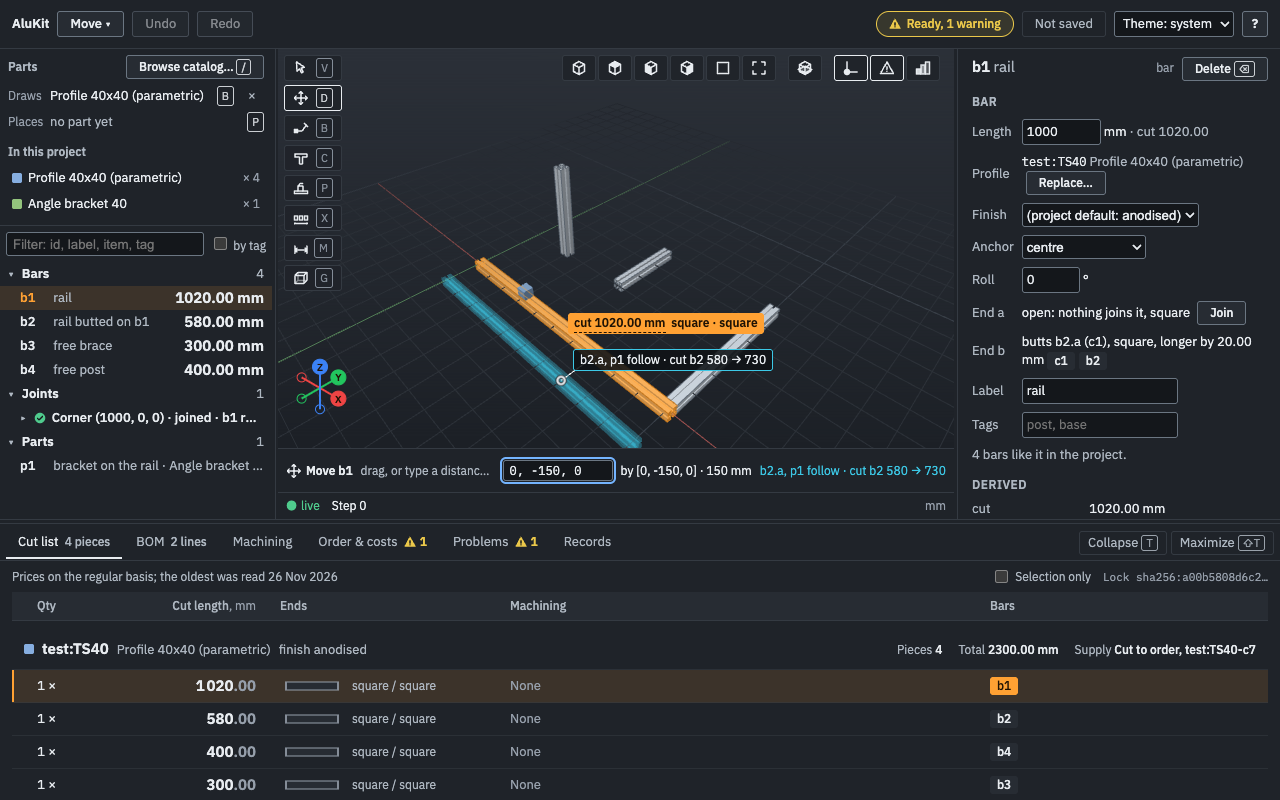 AluKit Move ▾ Undo Redo Ready, 1 warning Not saved Theme: system ?
Parts Browse catalog... /
Draws Profile 40x40 (parametric) B ×
Places no part yet P
In this project
Profile 40x40 (parametric) × 4
Angle bracket 40 × 1
Filter: id, label, item, tag by tag
▾ Bars 4
b1 rail 1020.00 mm
b2 rail butted on b1 580.00 mm
b3 free brace 300.00 mm
b4 free post 400.00 mm
▾ Joints 1
▸ Corner (1000, 0, 0) · joined · b1 r...
▾ Parts 1
p1 bracket on the rail · Angle bracket ...
V
D
B
C
P
X
M
G
cut 1020.00 mm square · square
b2.a, p1 follow · cut b2 580 → 730
Z
Y
X
Move b1 drag, or type a distanc... 0, -150, 0 by [0, -150, 0] · 150 mm b2.a, p1 follow · cut b2 580 → 730
live Step 0 mm
b1 rail bar Delete
BAR
Length 1000 mm · cut 1020.00
Profile test:TS40 Profile 40x40 (parametric)
Replace...
Finish (project default: anodised)
Anchor centre
Roll 0 °
End a open: nothing joins it, square Join
End b butts b2.a (c1), square, longer by 20.00
mm c1 b2
Label rail
Tags post, base
4 bars like it in the project.
DERIVED
cut 1020.00 mm
Cut list 4 pieces BOM 2 lines Machining Order & costs 1 Problems 1 Records Collapse T Maximize ⇧T
Prices on the regular basis; the oldest was read 26 Nov 2026 Selection only Lock sha256:a00b5808d6c2…
Qty Cut length, mm Ends Machining Bars
test:TS40 Profile 40x40 (parametric) finish anodised Pieces 4 Total 2300.00 mm Supply Cut to order, test:TS40-c7
1 × 1020.00 square / square None b1
1 × 580.00 square / square None b2
1 × 400.00 square / square None b4
1 × 300.00 square / square None b3